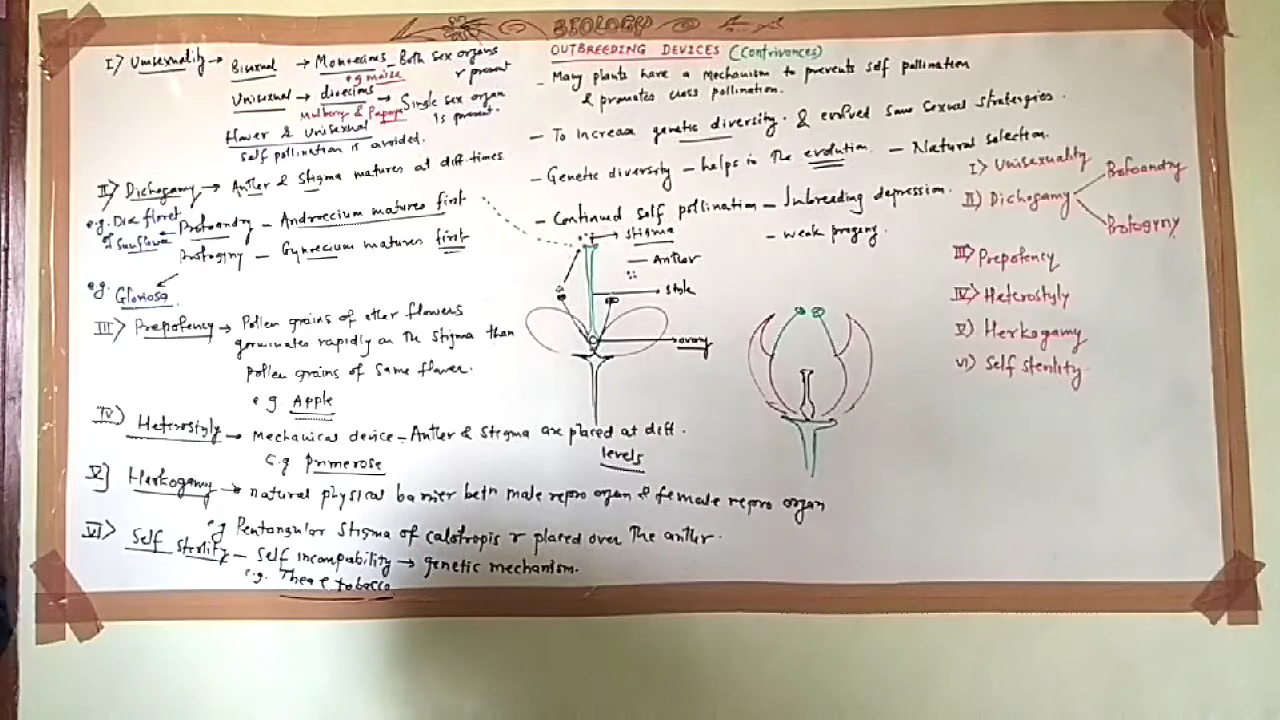 BIOLOGY
OUTBREEDING DEVICES (Contrivances)
- Many plants have a mechanism to prevents self pollination
& promotes cross pollination.
- To increase genetic diversity. & evolved some sexual stratergies.
- Genetic diversity - helps in the evolution - Natural selection.
- Continued self pollination - Inbreeding depression.
- weak progeny.
I) Unisexuality → Bisexual → Monoecious Both sex organs
e.g maize r present
Unisexual → dioecious → Single sex organ
Mulberry & Papaya is present.
Flower & unisexual
self pollination is avoided.
II) Dichogamy → Anther & Stigma matures at diff. times
e.g. Disc floret
of sunflower
Protoandry - Androecium matures first
Protogyny - Gynoecium matures first
e.g. Gloriosa
III) Prepotency → Pollen grains of other flowers
germinates rapidly on the stigma than
pollen grains of same flower.
e.g. Apple
IV) Heterostyly → Mechanical device - Anther & Stigma are placed at diff.
levels
e.g Primerose
V] Herkogamy → natural physical barrier betn male repro organ & female repro organ
e.g Pentangular stigma of calotropis r placed over the anther.
VI) Self sterility - self incompability → genetic mechanism.
e.g. Thea & tobacco
stigma
Anther
style
ovary
I) Unisexuality
II) Dichogamy
Protoandry
Protogyny
III) Prepotency
IV) Heterostyly
V) Herkogamy
VI) Self sterility